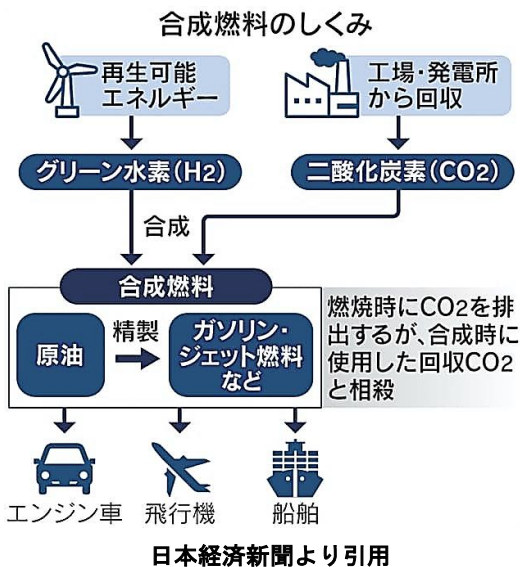 合成燃料のしくみ
再生可能
エネルギー
工場・発電所
から回収
グリーン水素(H2)
二酸化炭素(CO2)
合成
合成燃料
原油
精製
ガソリン・
ジェット燃料
など
燃焼時にCO2を排
出するが、合成時に
使用した回収CO2
と相殺
エンジン車
飛行機
船舶
日本経済新聞より引用